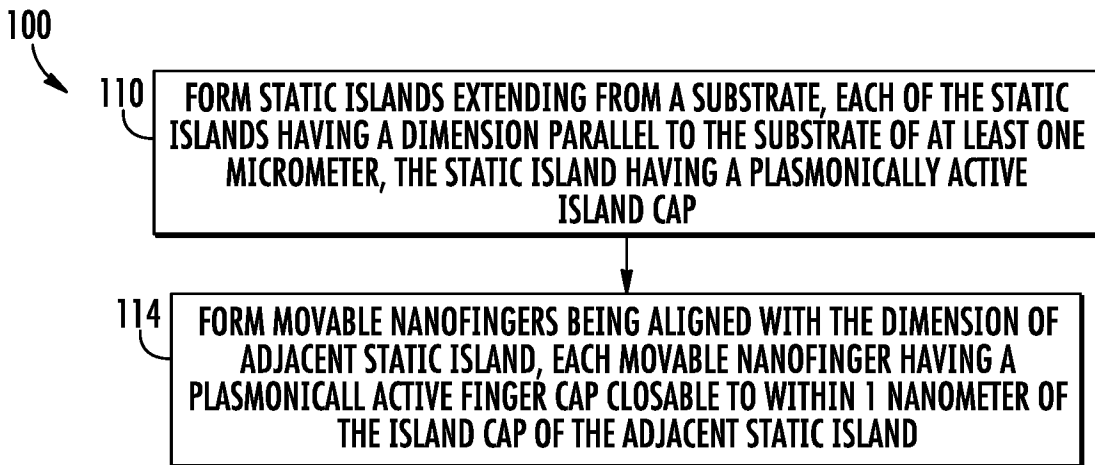 100
110
FORM STATIC ISLANDS EXTENDING FROM A SUBSTRATE, EACH OF THE STATIC
ISLANDS HAVING A DIMENSION PARALLEL TO THE SUBSTRATE OF AT LEAST ONE
MICROMETER, THE STATIC ISLAND HAVING A PLASMONICALLY ACTIVE
ISLAND CAP
114
FORM MOVABLE NANOFINGERS BEING ALIGNED WITH THE DIMENSION OF
ADJACENT STATIC ISLAND, EACH MOVABLE NANOFINGER HAVING A
PLASMONICALL ACTIVE FINGER CAP CLOSABLE TO WITHIN 1 NANOMETER OF
THE ISLAND CAP OF THE ADJACENT STATIC ISLAND